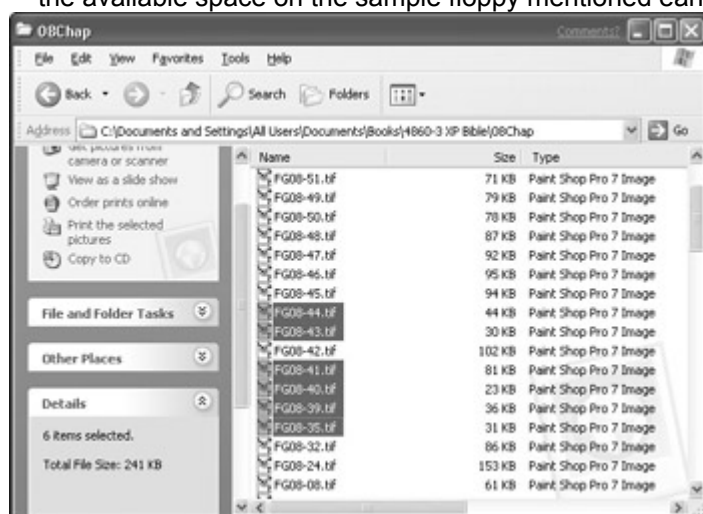 the available space on the sample floppy mentioned earl
08Chap
Comments?
File Edit View Favorites Tools Help
Back Search Folders
Address C:\Documents and Settings\All Users\Documents\Books\4860-3 XP Bible\08Chap Go
Get pictures from
camera or scanner
View as a slide show
Order prints online
Print the selected
pictures
Copy to CD
File and Folder Tasks
Other Places
Details
6 items selected.
Total File Size: 241 KB
Name Size Type
FG08-51.tif 71 KB Paint Shop Pro 7 Image
FG08-49.tif 79 KB Paint Shop Pro 7 Image
FG08-50.tif 78 KB Paint Shop Pro 7 Image
FG08-48.tif 87 KB Paint Shop Pro 7 Image
FG08-47.tif 92 KB Paint Shop Pro 7 Image
FG08-46.tif 95 KB Paint Shop Pro 7 Image
FG08-45.tif 94 KB Paint Shop Pro 7 Image
FG08-44.tif 44 KB Paint Shop Pro 7 Image
FG08-43.tif 30 KB Paint Shop Pro 7 Image
FG08-42.tif 102 KB Paint Shop Pro 7 Image
FG08-41.tif 81 KB Paint Shop Pro 7 Image
FG08-40.tif 23 KB Paint Shop Pro 7 Image
FG08-39.tif 36 KB Paint Shop Pro 7 Image
FG08-35.tif 31 KB Paint Shop Pro 7 Image
FG08-32.tif 86 KB Paint Shop Pro 7 Image
FG08-24.tif 153 KB Paint Shop Pro 7 Image
FG08-08.tif 61 KB Paint Shop Pro 7 Image